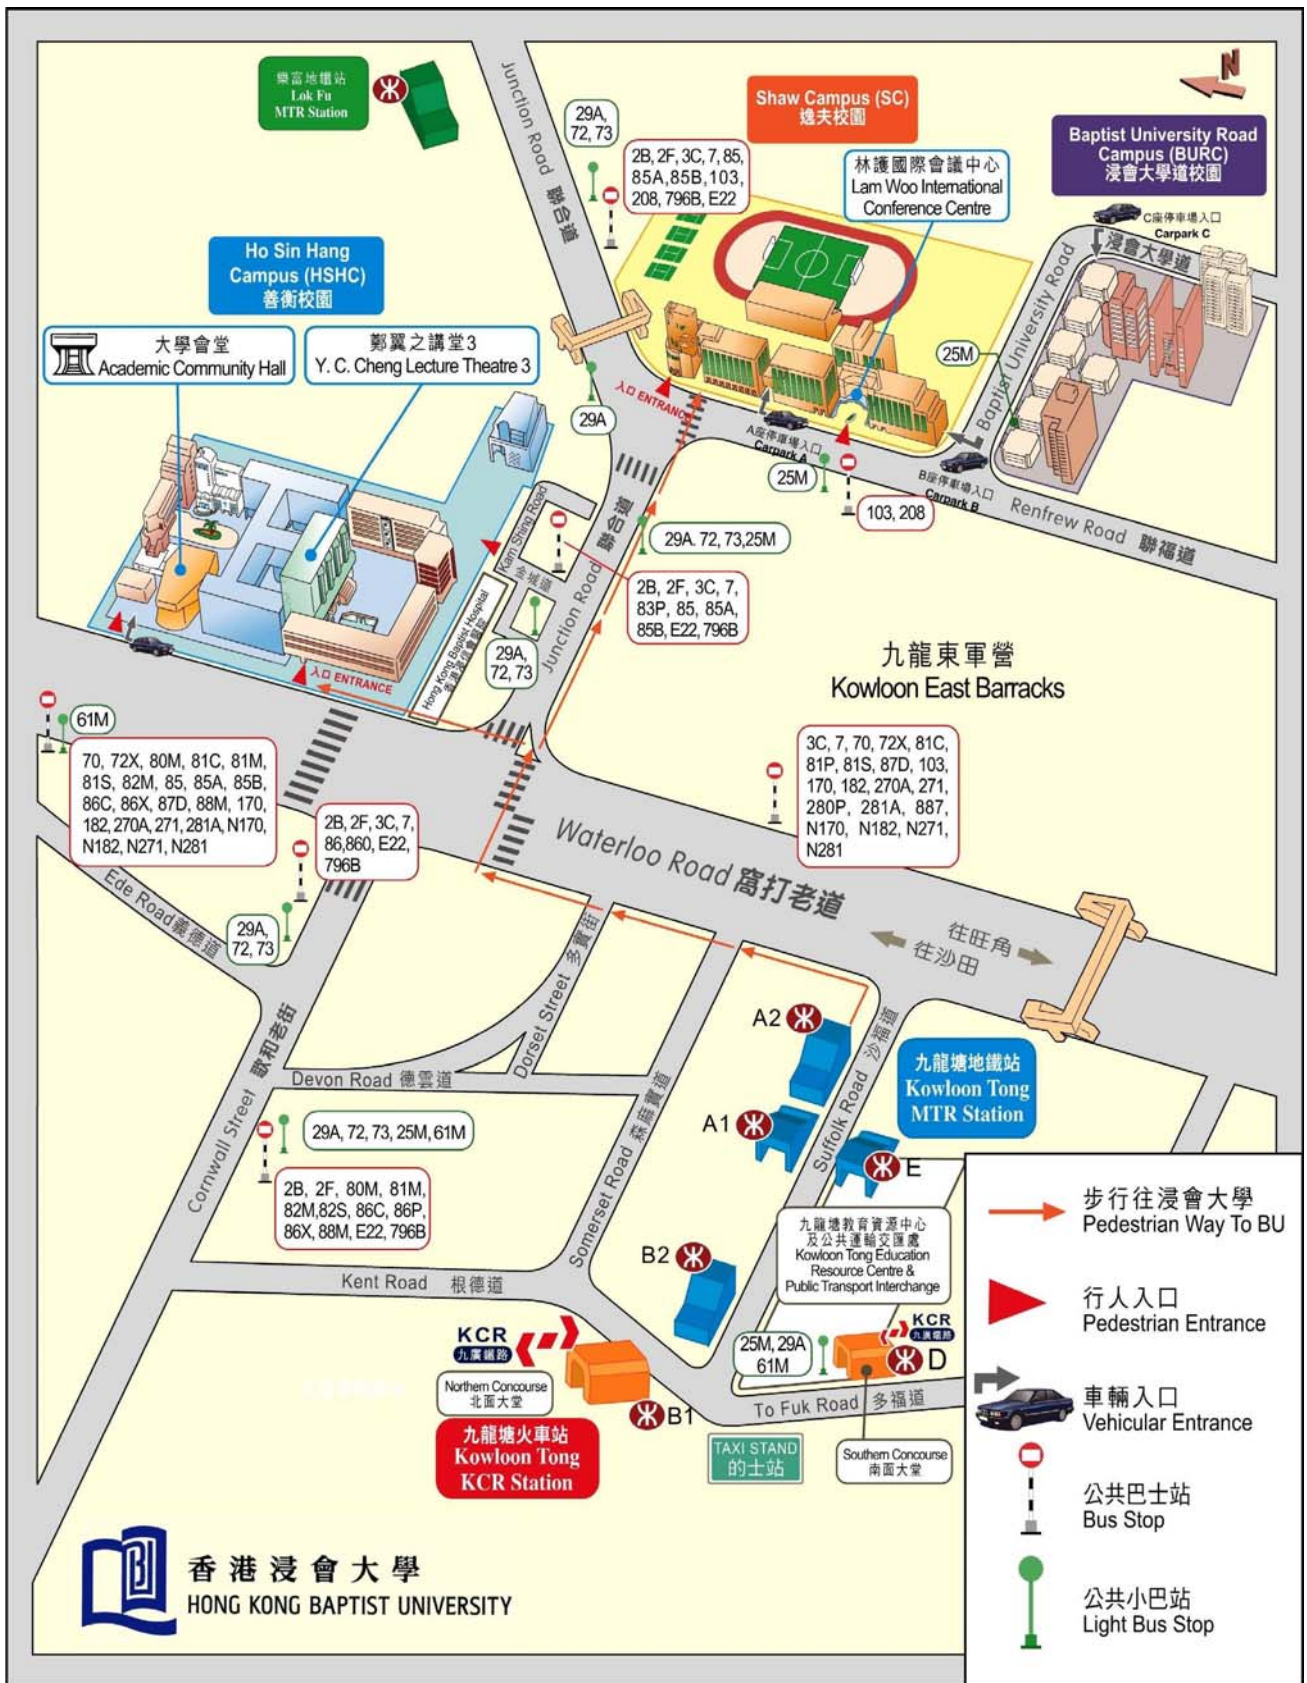 樂富地鐵站
Lok Fu
MTR Station
Junction Road 聯合道
29A,
72, 73
2B, 2F, 3C, 7, 85,
85A, 85B, 103,
208, 796B, E22
Shaw Campus (SC)
逸夫校園
林護國際會議中心
Lam Woo International
Conference Centre
N
Baptist University Road
Campus (BURC)
浸會大學道校園
C座停車場入口
Carpark C
浸會大學道
Baptist University Road
25M
Ho Sin Hang
Campus (HSHC)
善衡校園
大學會堂
Academic Community Hall
鄭翼之講堂3
Y. C. Cheng Lecture Theatre 3
29A
入口 ENTRANCE
A座停車場入口
Carpark A
25M
103, 208
B座停車場入口
Carpark B
Renfrew Road 聯福道
Kam Shing Road
金城道
Junction Road 聯合道
29A. 72, 73,25M
2B, 2F, 3C, 7,
83P, 85, 85A,
85B, E22, 796B
29A,
72, 73
Hong Kong Baptist Hospital
香港浸信會醫院
入口 ENTRANCE
九龍東軍營
Kowloon East Barracks
61M
70, 72X, 80M, 81C, 81M,
81S, 82M, 85, 85A, 85B,
86C, 86X, 87D, 88M, 170,
182, 270A, 271, 281A, N170,
N182, N271, N281
2B, 2F, 3C, 7,
86,860, E22,
796B
3C, 7, 70, 72X, 81C,
81P, 81S, 87D, 103,
170, 182, 270A, 271,
280P, 281A, 887,
N170, N182, N271,
N281
Waterloo Road 窩打老道
往旺角
往沙田
Ede Road 義德道
29A,
72, 73
Cornwall Street 歌和老街
Dorset Street 多實街
Devon Road 德雲道
Somerset Road 森麻實道
Suffolk Road 沙福道
A2
A1
九龍塘地鐵站
Kowloon Tong
MTR Station
E
29A, 72, 73, 25M, 61M
2B, 2F, 80M, 81M,
82M,82S, 86C, 86P,
86X, 88M, E22, 796B
Kent Road 根德道
B2
九龍塘教育資源中心
及公共運輸交匯處
Kowloon Tong Education
Resource Centre &
Public Transport Interchange
KCR
九廣鐵路
25M, 29A
61M
KCR
九廣鐵路
D
Northern Concourse
北面大堂
B1
九龍塘火車站
Kowloon Tong
KCR Station
To Fuk Road 多福道
TAXI STAND
的士站
Southern Concourse
南面大堂
步行往浸會大學
Pedestrian Way To BU
行人入口
Pedestrian Entrance
車輛入口
Vehicular Entrance
公共巴士站
Bus Stop
公共小巴站
Light Bus Stop
香港浸會大學
HONG KONG BAPTIST UNIVERSITY